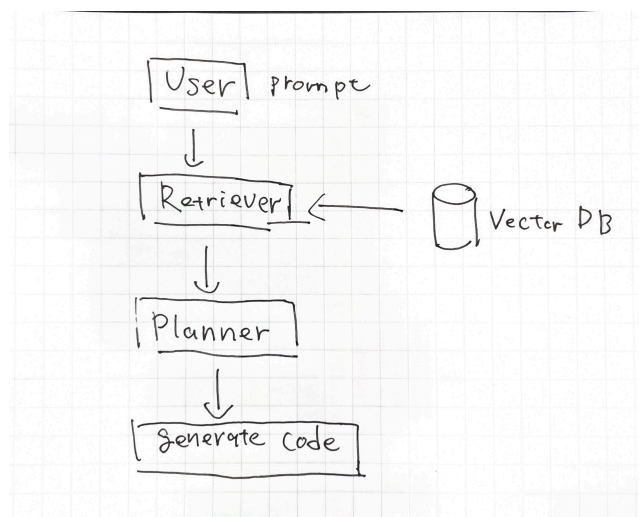 User prompt
Retriever
Vector DB
Planner
generate code